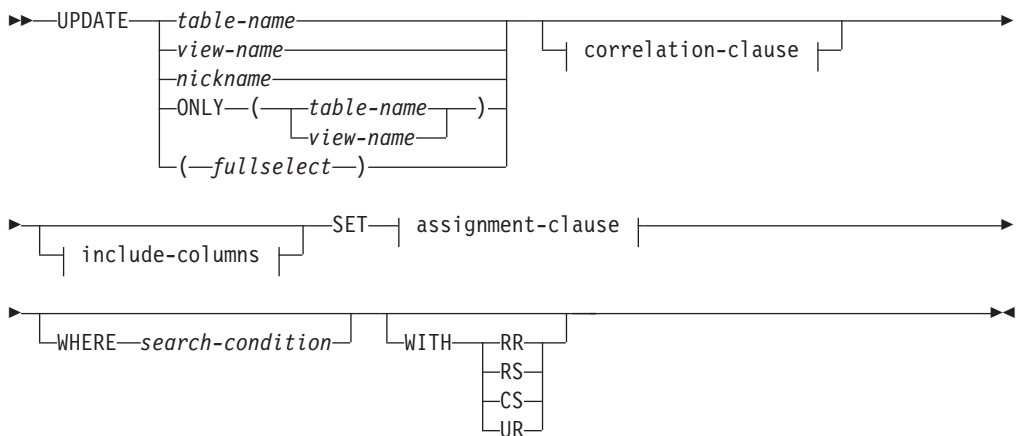 UPDATE table-name
view-name
nickname
ONLY ( table-name )
view-name
( fullselect )
correlation-clause
include-columns
SET assignment-clause
WHERE search-condition
WITH RR
RS
CS
UR